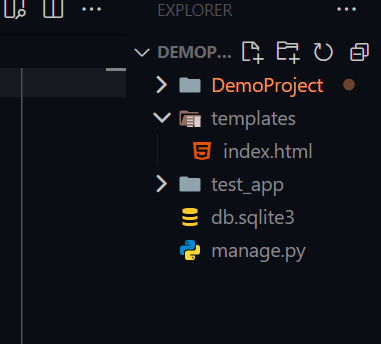 EXPLORER
DEMOP...
DemoProject
templates
index.html
test_app
db.sqlite3
manage.py